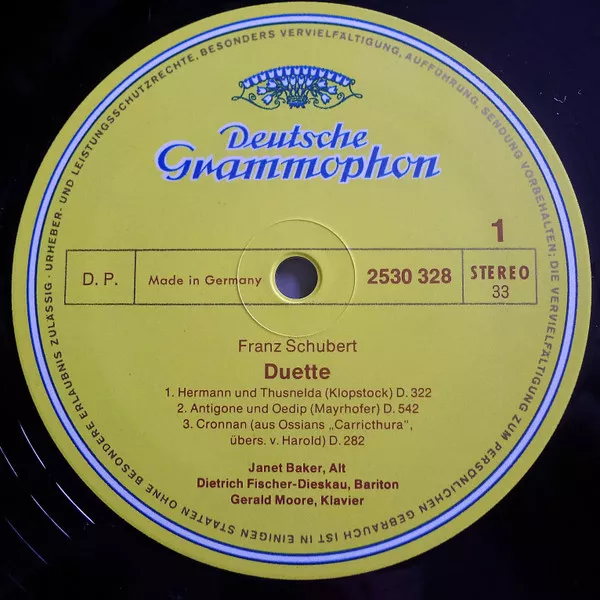 Deutsche
Grammophon
1
D. P.
Made in Germany
2530 328
STEREO
33
Franz Schubert
Duette
1. Hermann und Thusnelda (Klopstock) D. 322
2. Antigone und Oedip (Mayrhofer) D. 542
3. Cronnan (aus Ossians „Carricthura",
übers. v. Harold) D. 282
Janet Baker, Alt
Dietrich Fischer-Dieskau, Bariton
Gerald Moore, Klavier
URHEBER- UND LEISTUNGSSCHUTZRECHTE, BESONDERS VERVIELFÄLTIGUNG, AUFFÜHRUNG, SENDUNG VORBEHALTEN; DIE VERVIELFÄLTIGUNG ZUM PERSÖNLICHEN GEBRAUCH IST IN EINIGEN STAATEN OHNE BESONDERE ERLAUBNIS ZULÄSSIG ·